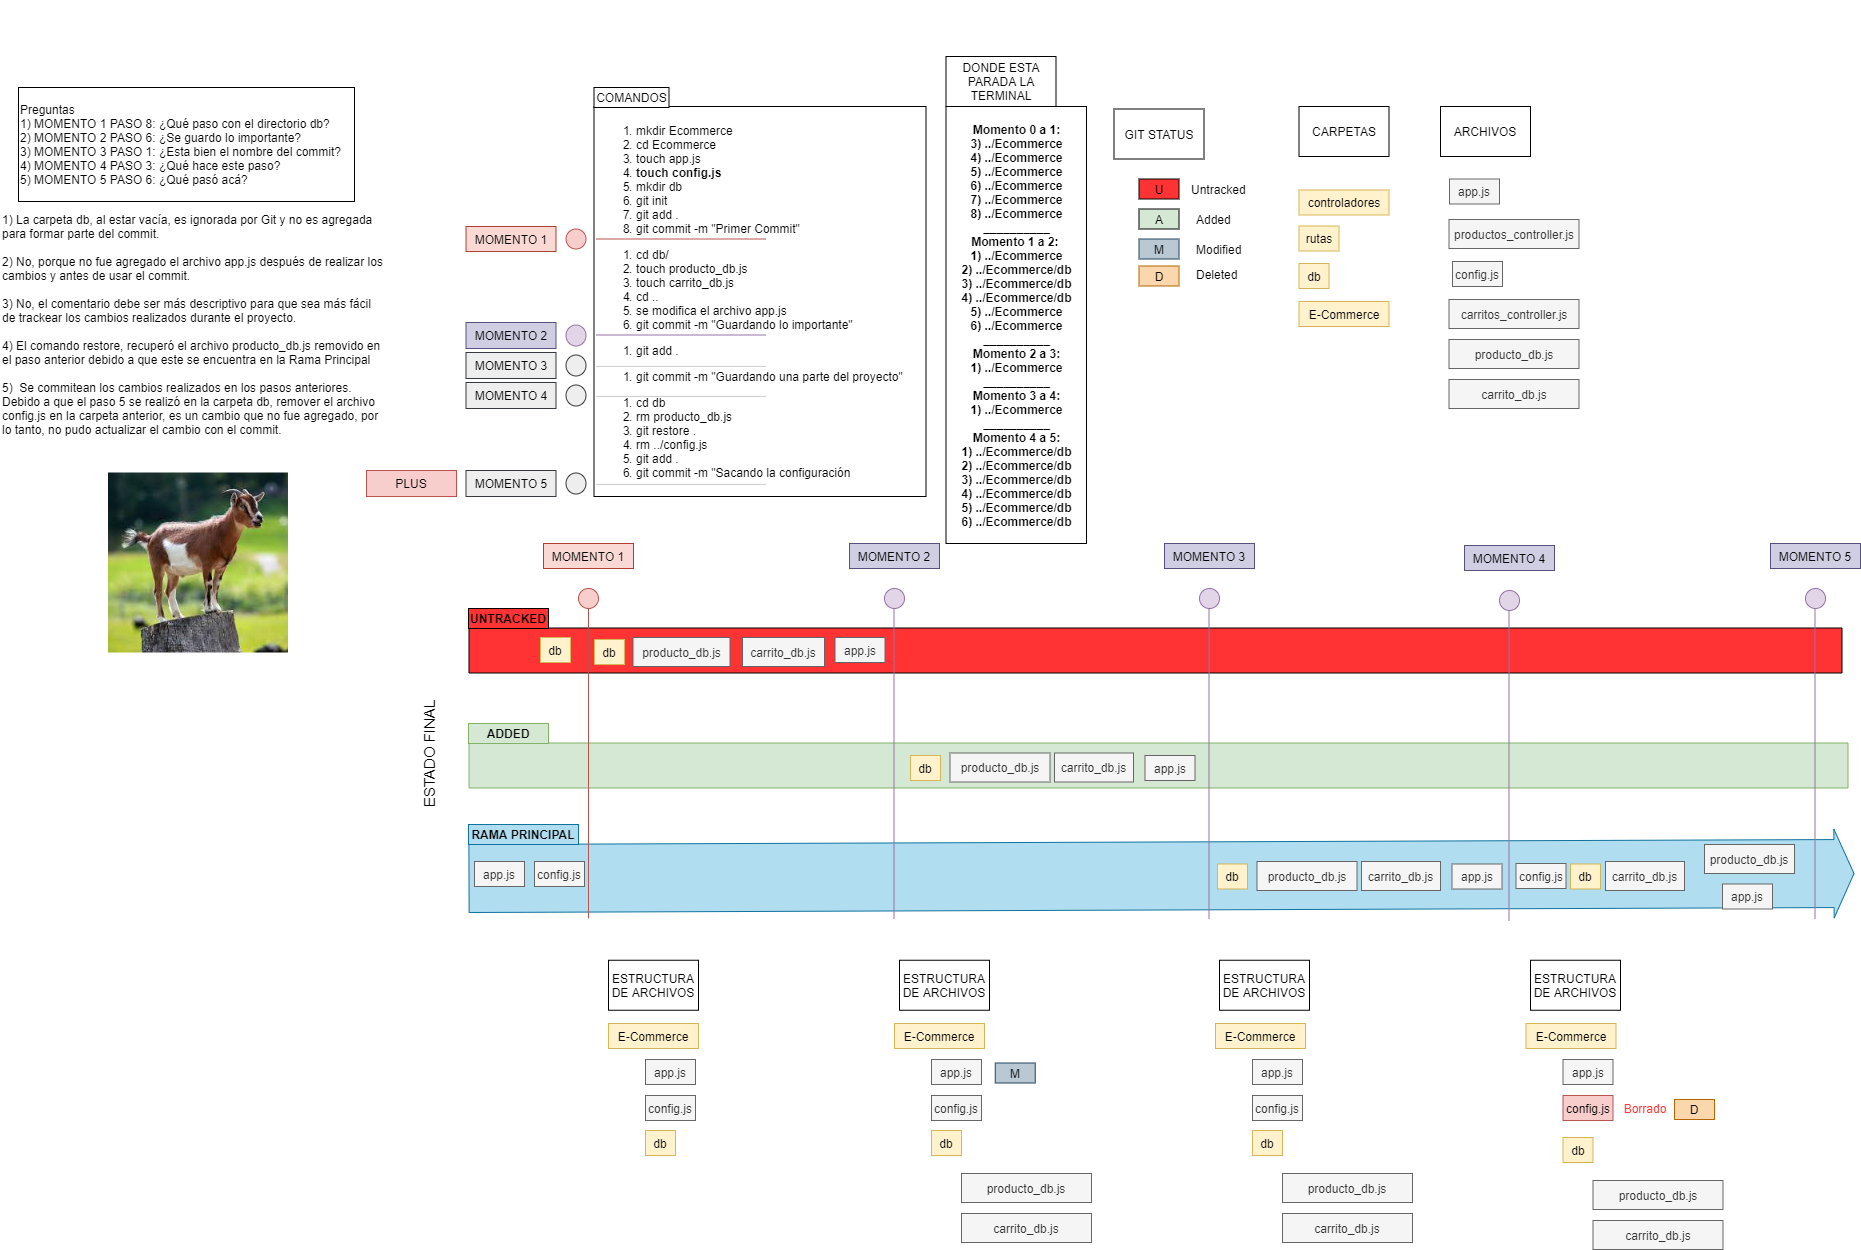 Preguntas
1) MOMENTO 1 PASO 8: ¿Qué paso con el directorio db?
2) MOMENTO 2 PASO 6: ¿Se guardo lo importante?
3) MOMENTO 3 PASO 1: ¿Esta bien el nombre del commit?
4) MOMENTO 4 PASO 3: ¿Qué hace este paso?
5) MOMENTO 5 PASO 6: ¿Qué pasó acá?
1) La carpeta db, al estar vacía, es ignorada por Git y no es agregada
para formar parte del commit.
2) No, porque no fue agregado el archivo app.js después de realizar los
cambios y antes de usar el commit.
3) No, el comentario debe ser más descriptivo para que sea más fácil
de trackear los cambios realizados durante el proyecto.
4) El comando restore, recuperó el archivo producto_db.js removido en
el paso anterior debido a que este se encuentra en la Rama Principal
5)  Se commitean los cambios realizados en los pasos anteriores.
Debido a que el paso 5 se realizó en la carpeta db, remover el archivo
config.js en la carpeta anterior, es un cambio que no fue agregado, por
lo tanto, no pudo actualizar el cambio con el commit.
PLUS
MOMENTO 1
MOMENTO 2
MOMENTO 3
MOMENTO 4
MOMENTO 5
COMANDOS
1. mkdir Ecommerce
2. cd Ecommerce
3. touch app.js
4. touch config.js
5. mkdir db
6. git init
7. git add .
8. git commit -m "Primer Commit"
1. cd db/
2. touch producto_db.js
3. touch carrito_db.js
4. cd ..
5. se modifica el archivo app.js
6. git commit -m "Guardando lo importante"
1. git add .
1. git commit -m "Guardando una parte del proyecto"
1. cd db
2. rm producto_db.js
3. git restore .
4. rm ../config.js
5. git add .
6. git commit -m "Sacando la configuración
DONDE ESTA
PARADA LA
TERMINAL
Momento 0 a 1:
3) ../Ecommerce
4) ../Ecommerce
5) ../Ecommerce
6) ../Ecommerce
7) ../Ecommerce
8) ../Ecommerce
__________
Momento 1 a 2:
1) ../Ecommerce
2) ../Ecommerce/db
3) ../Ecommerce/db
4) ../Ecommerce/db
5) ../Ecommerce
6) ../Ecommerce
__________
Momento 2 a 3:
1) ../Ecommerce
__________
Momento 3 a 4:
1) ../Ecommerce
__________
Momento 4 a 5:
1) ../Ecommerce/db
2) ../Ecommerce/db
3) ../Ecommerce/db
4) ../Ecommerce/db
5) ../Ecommerce/db
6) ../Ecommerce/db
GIT STATUS
U Untracked
A Added
M Modified
D Deleted
CARPETAS
controladores
rutas
db
E-Commerce
ARCHIVOS
app.js
productos_controller.js
config.js
carritos_controller.js
producto_db.js
carrito_db.js
MOMENTO 1
MOMENTO 2
MOMENTO 3
MOMENTO 4
MOMENTO 5
ESTADO FINAL
UNTRACKED
db
db
producto_db.js
carrito_db.js
app.js
ADDED
db
producto_db.js
carrito_db.js
app.js
RAMA PRINCIPAL
app.js
config.js
db
producto_db.js
carrito_db.js
app.js
config.js
db
carrito_db.js
producto_db.js
app.js
ESTRUCTURA
DE ARCHIVOS
E-Commerce
app.js
config.js
db
ESTRUCTURA
DE ARCHIVOS
E-Commerce
app.js M
config.js
db
producto_db.js
carrito_db.js
ESTRUCTURA
DE ARCHIVOS
E-Commerce
app.js
config.js
db
producto_db.js
carrito_db.js
ESTRUCTURA
DE ARCHIVOS
E-Commerce
app.js
config.js Borrado D
db
producto_db.js
carrito_db.js